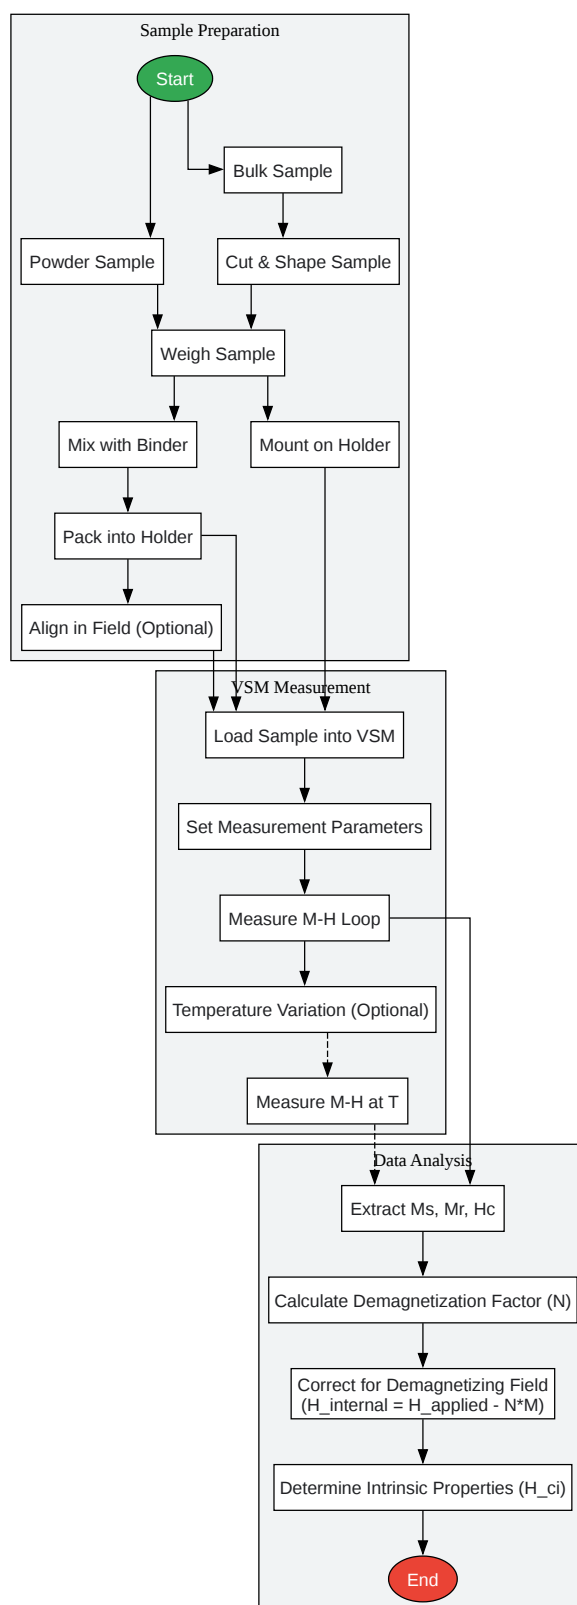 Sample Preparation
Start
Bulk Sample
Powder Sample
Cut & Shape Sample
Weigh Sample
Mix with Binder
Mount on Holder
Pack into Holder
Align in Field (Optional)
VSM Measurement
Load Sample into VSM
Set Measurement Parameters
Measure M-H Loop
Temperature Variation (Optional)
Measure M-H at T
Data Analysis
Extract Ms, Mr, Hc
Calculate Demagnetization Factor (N)
Correct for Demagnetizing Field
(H_internal = H_applied - N*M)
Determine Intrinsic Properties (H_ci)
End